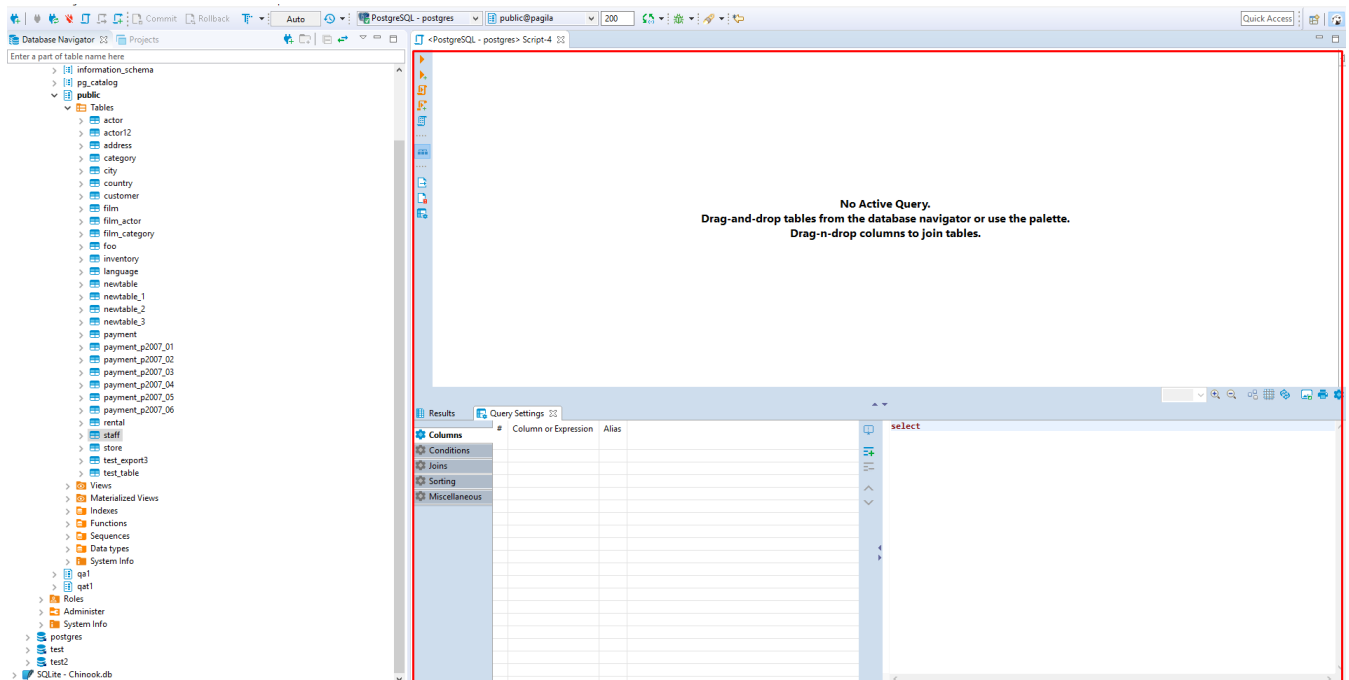 Commit Rollback Auto PostgreSQL - postgres public@pagila 200 Quick Access
Database Navigator Projects
Enter a part of table name here
information_schema
pg_catalog
public
Tables
actor
actor12
address
category
city
country
customer
film
film_actor
film_category
foo
inventory
language
newtable
newtable_1
newtable_2
newtable_3
payment
payment_p2007_01
payment_p2007_02
payment_p2007_03
payment_p2007_04
payment_p2007_05
payment_p2007_06
rental
staff
store
test_export3
test_table
Views
Materialized Views
Indexes
Functions
Sequences
Data types
System Info
qa1
qat1
Roles
Administer
System Info
postgres
test
test2
SQLite - Chinook.db
<PostgreSQL - postgres> Script-4
No Active Query.
Drag-and-drop tables from the database navigator or use the palette.
Drag-n-drop columns to join tables.
Results Query Settings
Columns
Conditions
Joins
Sorting
Miscellaneous
# Column or Expression Alias
select